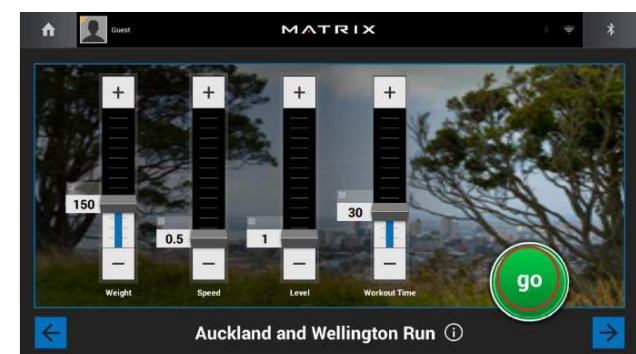 Guest
MATRIX
+ + + +
150
0.5
1
30
− − − −
Weight Speed Level Workout Time
go
Auckland and Wellington Run